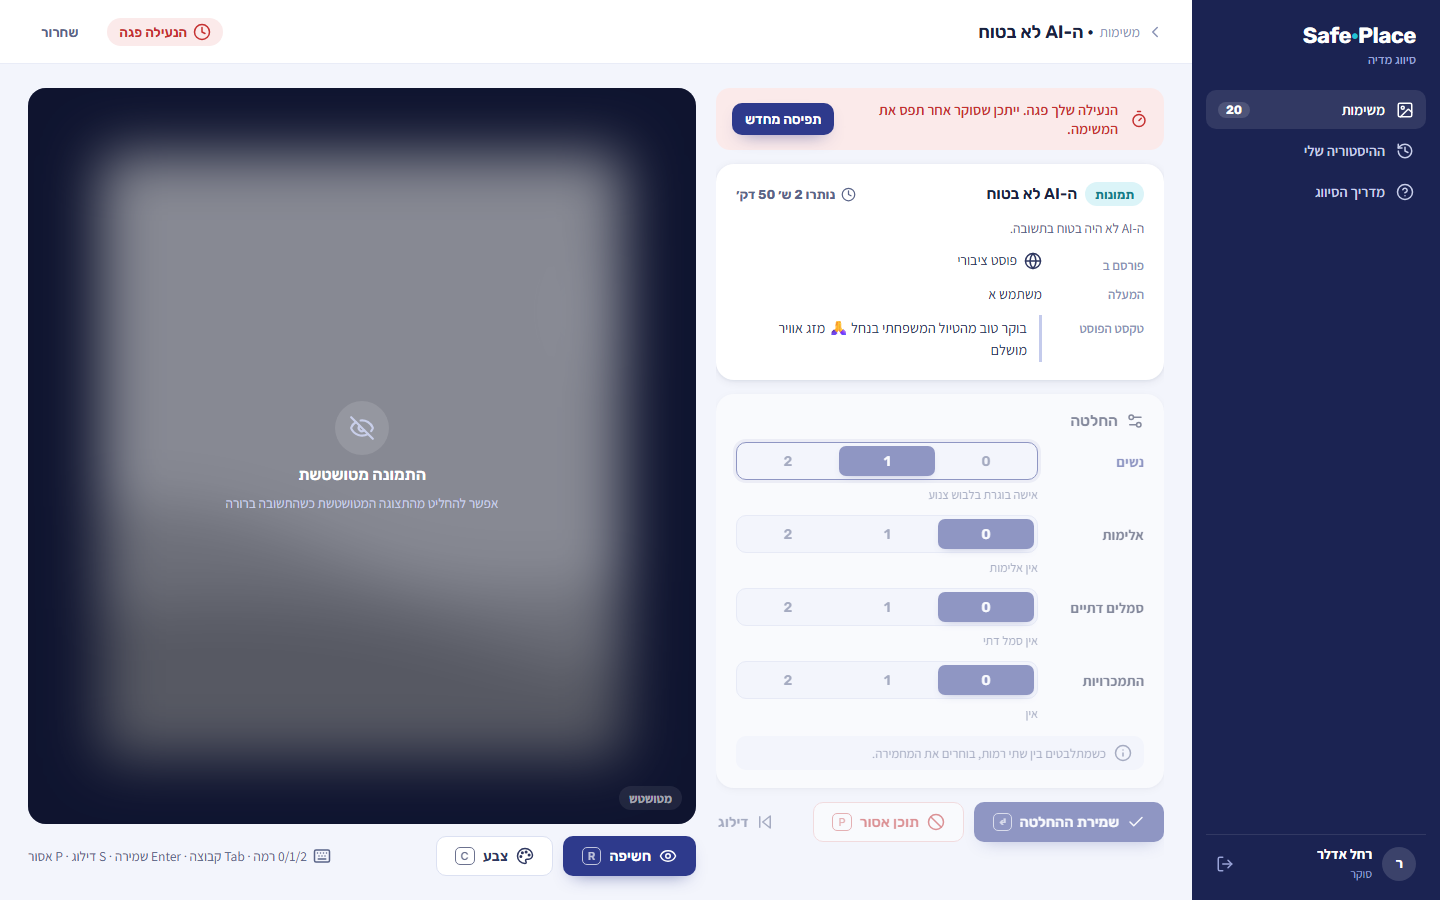 Safe•Place
סיווג מדיה
משימות 20
ההיסטוריה שלי
מדריך הסיווג
רחל אדלר
סוקר
ר
משימות • ה-AI לא בטוח
הנעילה פגה
שחרור
הנעילה שלך פגה. ייתכן שסוקר אחר תפס את
המשימה.
תפיסה מחדש
תמונות ה-AI לא בטוח
נותרו 2 ש׳ 50 דק׳
ה-AI לא היה בטוח בתשובה.
פורסם ב פוסט ציבורי
המעלה משתמש א
טקסט הפוסט בוקר טוב מהטיול המשפחתי בנחל 🙏 מזג אוויר
מושלם
החלטה
נשים 0 1 2
אישה בוגרת בלבוש צנוע
אלימות 0 1 2
אין אלימות
סמלים דתיים 0 1 2
אין סמל דתי
התמכרויות 0 1 2
אין
כשמתלבטים בין שתי רמות, בוחרים את המחמירה.
שמירת ההחלטה
תוכן אסור P
דילוג
התמונה מטושטשת
אפשר להחליט מהתצוגה המטושטשת כשהתשובה ברורה
מטושטש
חשיפה R
צבע C
0/1/2 רמה · Tab קבוצה · Enter שמירה · S דילוג · P אסור